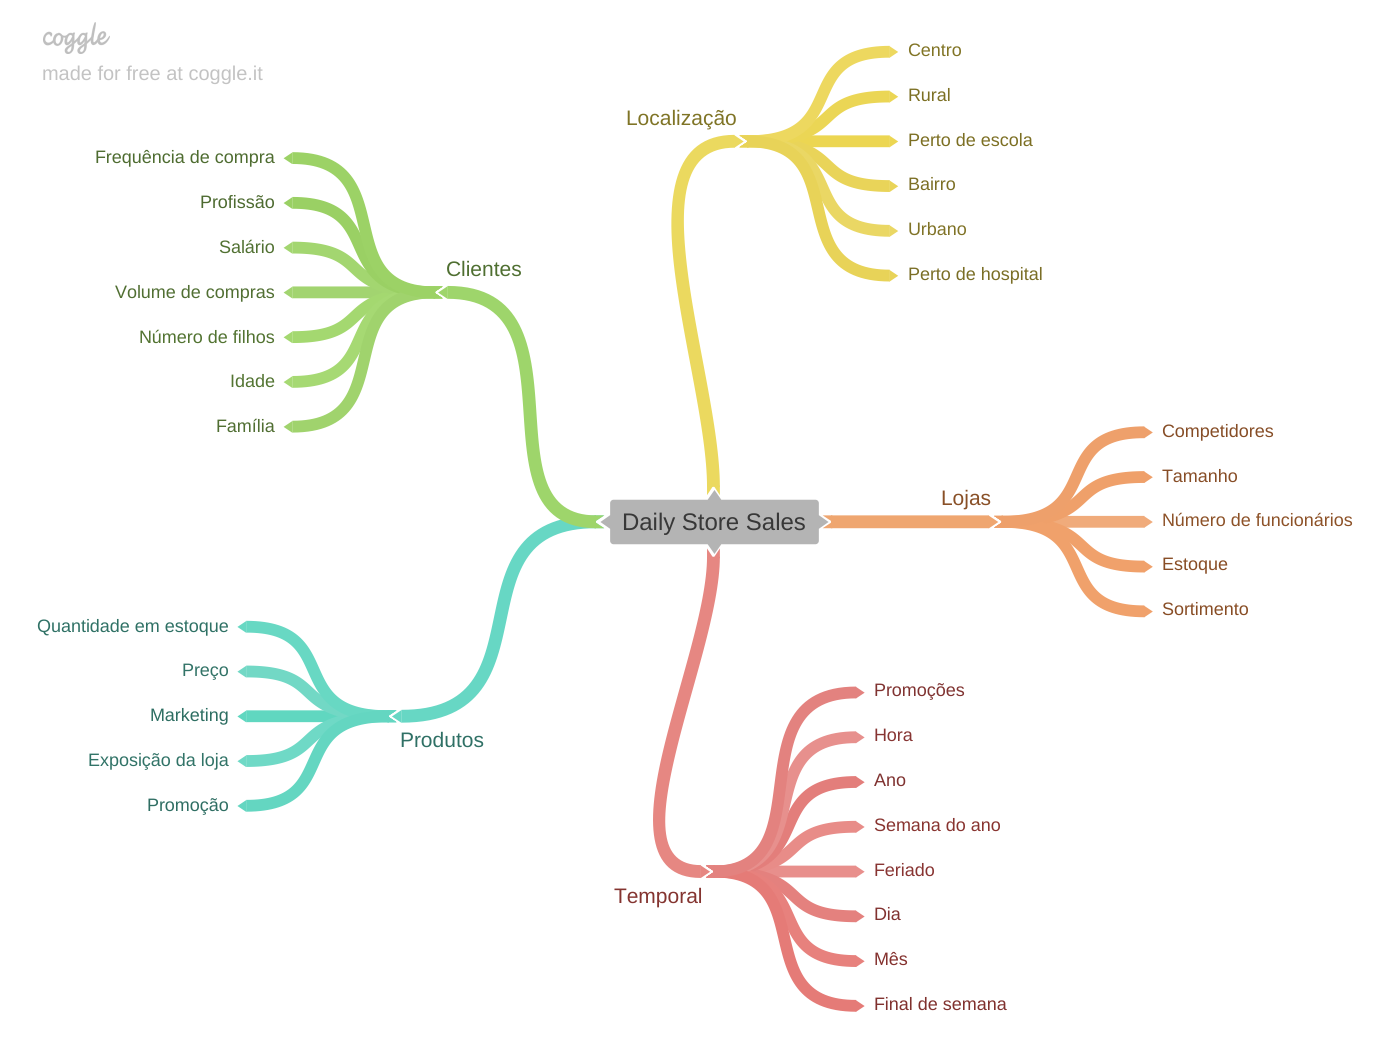 coggle
made for free at coggle.it
Localização
Centro
Rural
Perto de escola
Bairro
Urbano
Perto de hospital
Clientes
Frequência de compra
Profissão
Salário
Volume de compras
Número de filhos
Idade
Família
Daily Store Sales
Lojas
Competidores
Tamanho
Número de funcionários
Estoque
Sortimento
Produtos
Quantidade em estoque
Preço
Marketing
Exposição da loja
Promoção
Temporal
Promoções
Hora
Ano
Semana do ano
Feriado
Dia
Mês
Final de semana